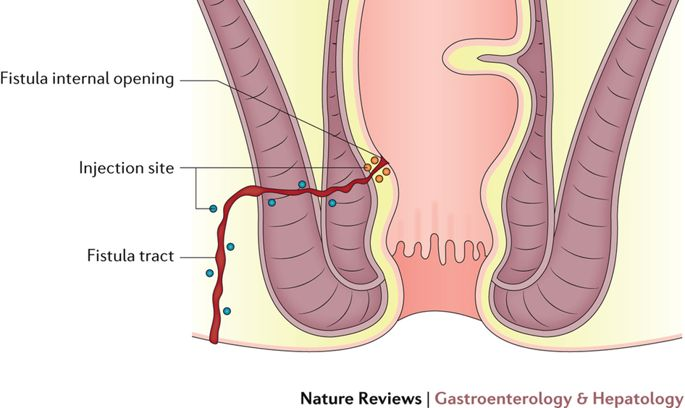 Fistula internal opening
Injection site
Fistula tract
Nature Reviews | Gastroenterology & Hepatology